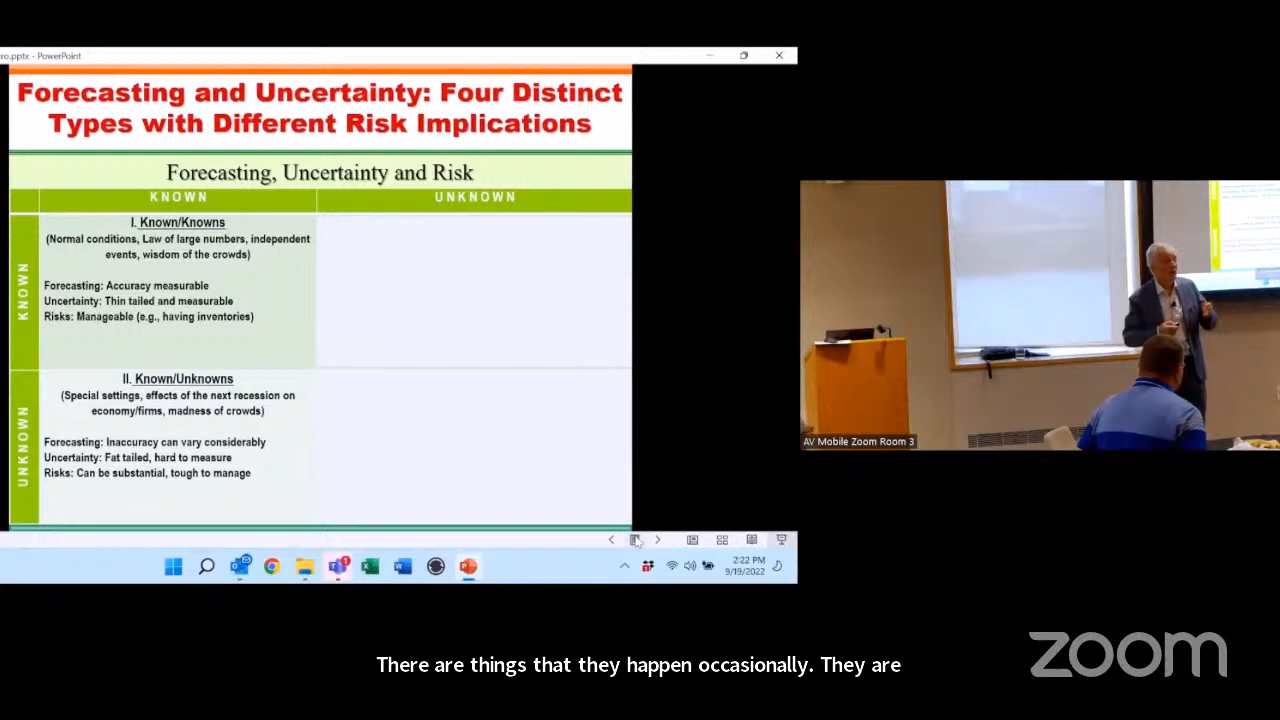 ro.pptx - PowerPoint
Forecasting and Uncertainty: Four Distinct
Types with Different Risk Implications
Forecasting, Uncertainty and Risk
KNOWN
UNKNOWN
KNOWN
I. Known/Knowns
(Normal conditions, Law of large numbers, independent
events, wisdom of the crowds)
Forecasting: Accuracy measurable
Uncertainty: Thin tailed and measurable
Risks: Manageable (e.g., having inventories)
UNKNOWN
II. Known/Unknowns
(Special settings, effects of the next recession on
economy/firms, madness of crowds)
Forecasting: Inaccuracy can vary considerably
Uncertainty: Fat tailed, hard to measure
Risks: Can be substantial, tough to manage
2:22 PM
9/19/2022
AV Mobile Zoom Room 3
There are things that they happen occasionally. They are
zoom